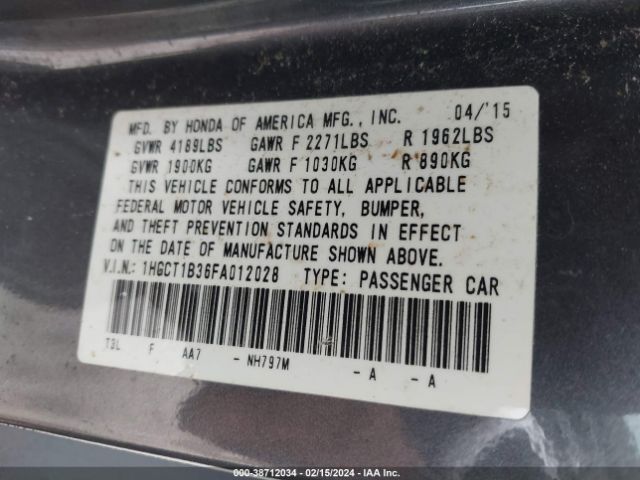 MFD. BY HONDA OF AMERICA MFG., INC. 04/'15
GVWR 4189LBS GAWR F 2271LBS R 1962LBS
GVWR 1900KG GAWR F 1030KG R 890KG
THIS VEHICLE CONFORMS TO ALL APPLICABLE
FEDERAL MOTOR VEHICLE SAFETY, BUMPER,
AND THEFT PREVENTION STANDARDS IN EFFECT
ON THE DATE OF MANUFACTURE SHOWN ABOVE.
V.I.N.: 1HGCT1B36FA012028 TYPE: PASSENGER CAR
T3L F AA7 - NH797M - A - A
000-38712034 - 02/15/2024 - IAA Inc.